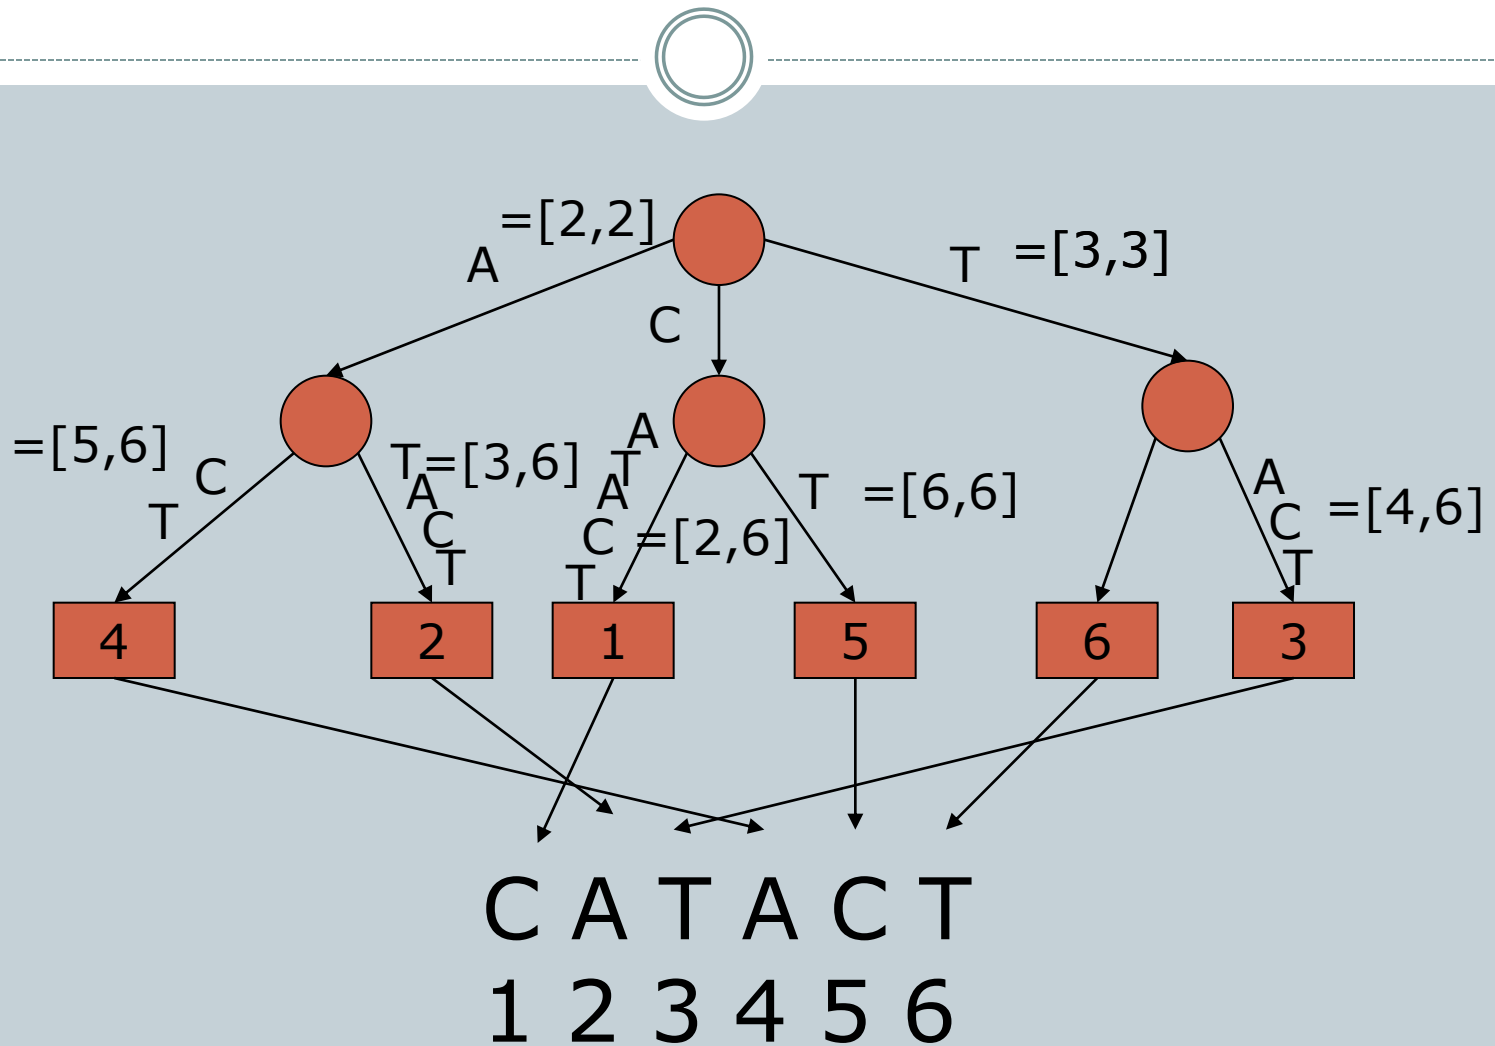 =[2,2]
A
T =[3,3]
C
=[5,6]
C
T
T=[3,6]
A
C
T
A
T
A
C =[2,6]
T
T =[6,6]
A
C =[4,6]
T
4 2 1 5 6 3
C A T A C T
1 2 3 4 5 6